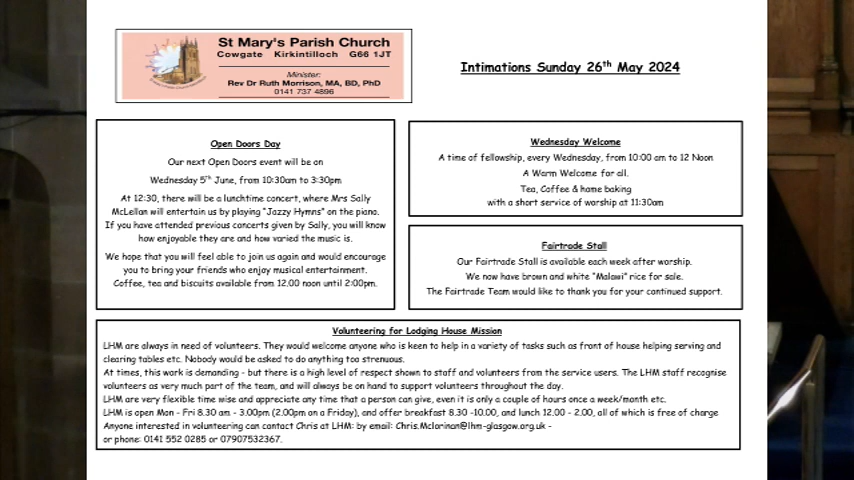 St Mary's Parish Church
Cowgate Kirkintilloch G66 1JT
Minister:
Rev Dr Ruth Morrison, MA, BD, PhD
0141 737 4896
Intimations Sunday 26th May 2024
Open Doors Day
Our next Open Doors event will be on
Wednesday 5th June, from 10:30am to 3:30pm
At 12:30, there will be a lunchtime concert, where Mrs Sally
McLellan will entertain us by playing "Jazzy Hymns" on the piano.
If you have attended previous concerts given by Sally, you will know
how enjoyable they are and how varied the music is.
We hope that you will feel able to join us again and would encourage
you to bring your friends who enjoy musical entertainment.
Coffee, tea and biscuits available from 12.00 noon until 2:00pm.
Wednesday Welcome
A time of fellowship, every Wednesday, from 10:00 am to 12 Noon
A Warm Welcome for all.
Tea, Coffee & home baking
with a short service of worship at 11:30am
Fairtrade Stall
Our Fairtrade Stall is available each week after worship.
We now have brown and white "Malawi" rice for sale.
The Fairtrade Team would like to thank you for your continued support.
Volunteering for Lodging House Mission
LHM are always in need of volunteers. They would welcome anyone who is keen to help in a variety of tasks such as front of house helping serving and
clearing tables etc. Nobody would be asked to do anything too strenuous.
At times, this work is demanding - but there is a high level of respect shown to staff and volunteers from the service users. The LHM staff recognise
volunteers as very much part of the team, and will always be on hand to support volunteers throughout the day.
LHM are very flexible time wise and appreciate any time that a person can give, even it is only a couple of hours once a week/month etc.
LHM is open Mon - Fri 8.30 am - 3.00pm (2.00pm on a Friday), and offer breakfast 8.30 -10.00, and lunch 12.00 - 2.00, all of which is free of charge
Anyone interested in volunteering can contact Chris at LHM: by email: Chris.Mclarinan@lhm-glasgow.org.uk -
or phone: 0141 552 0285 or 07907532367.